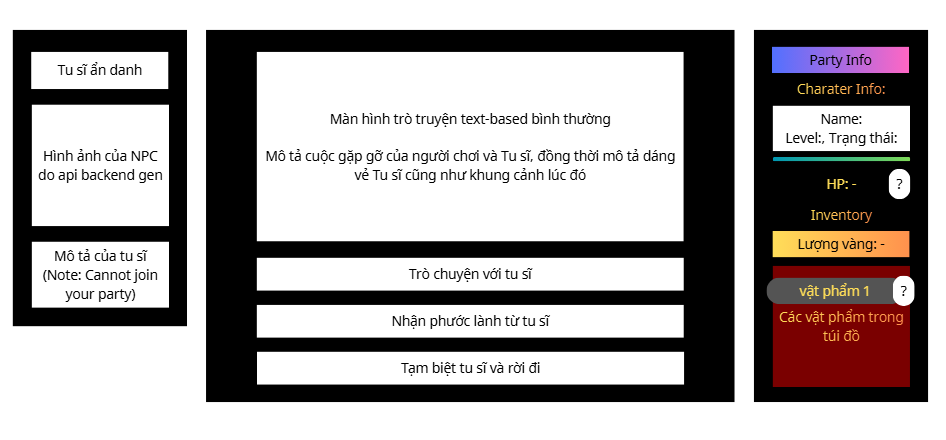 Tu sĩ ẩn danh
Hình ảnh của NPC
do api backend gen
Mô tả của tu sĩ
(Note: Cannot join
your party)
Màn hình trò truyện text-based bình thường
Mô tả cuộc gặp gỡ của người chơi và Tu sĩ, đồng thời mô tả dáng
vẻ Tu sĩ cũng như khung cảnh lúc đó
Trò chuyện với tu sĩ
Nhận phước lành từ tu sĩ
Tạm biệt tu sĩ và rời đi
Party Info
Charater Info:
Name:
Level:, Trạng thái:
HP: -
?
Inventory
Lượng vàng: -
vật phẩm 1
?
Các vật phẩm trong
túi đồ